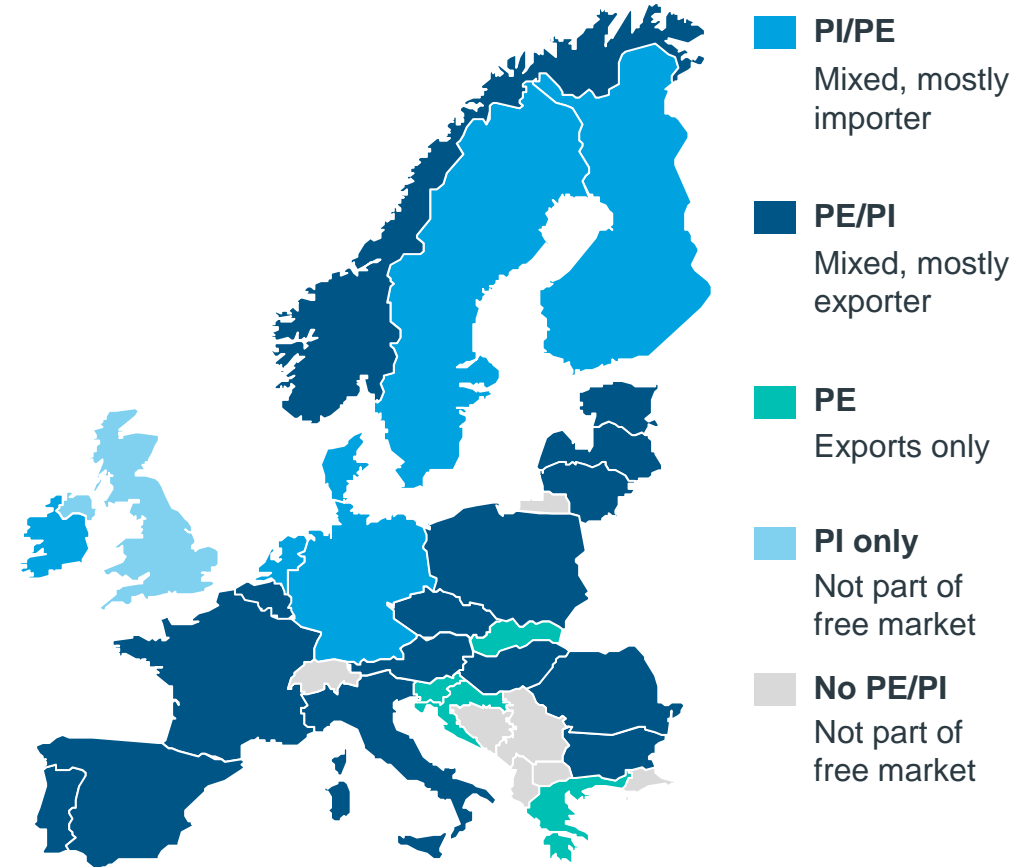 PI/PE
Mixed, mostly
importer
PE/PI
Mixed, mostly
exporter
PE
Exports only
PI only
Not part of
free market
No PE/PI
Not part of
free market